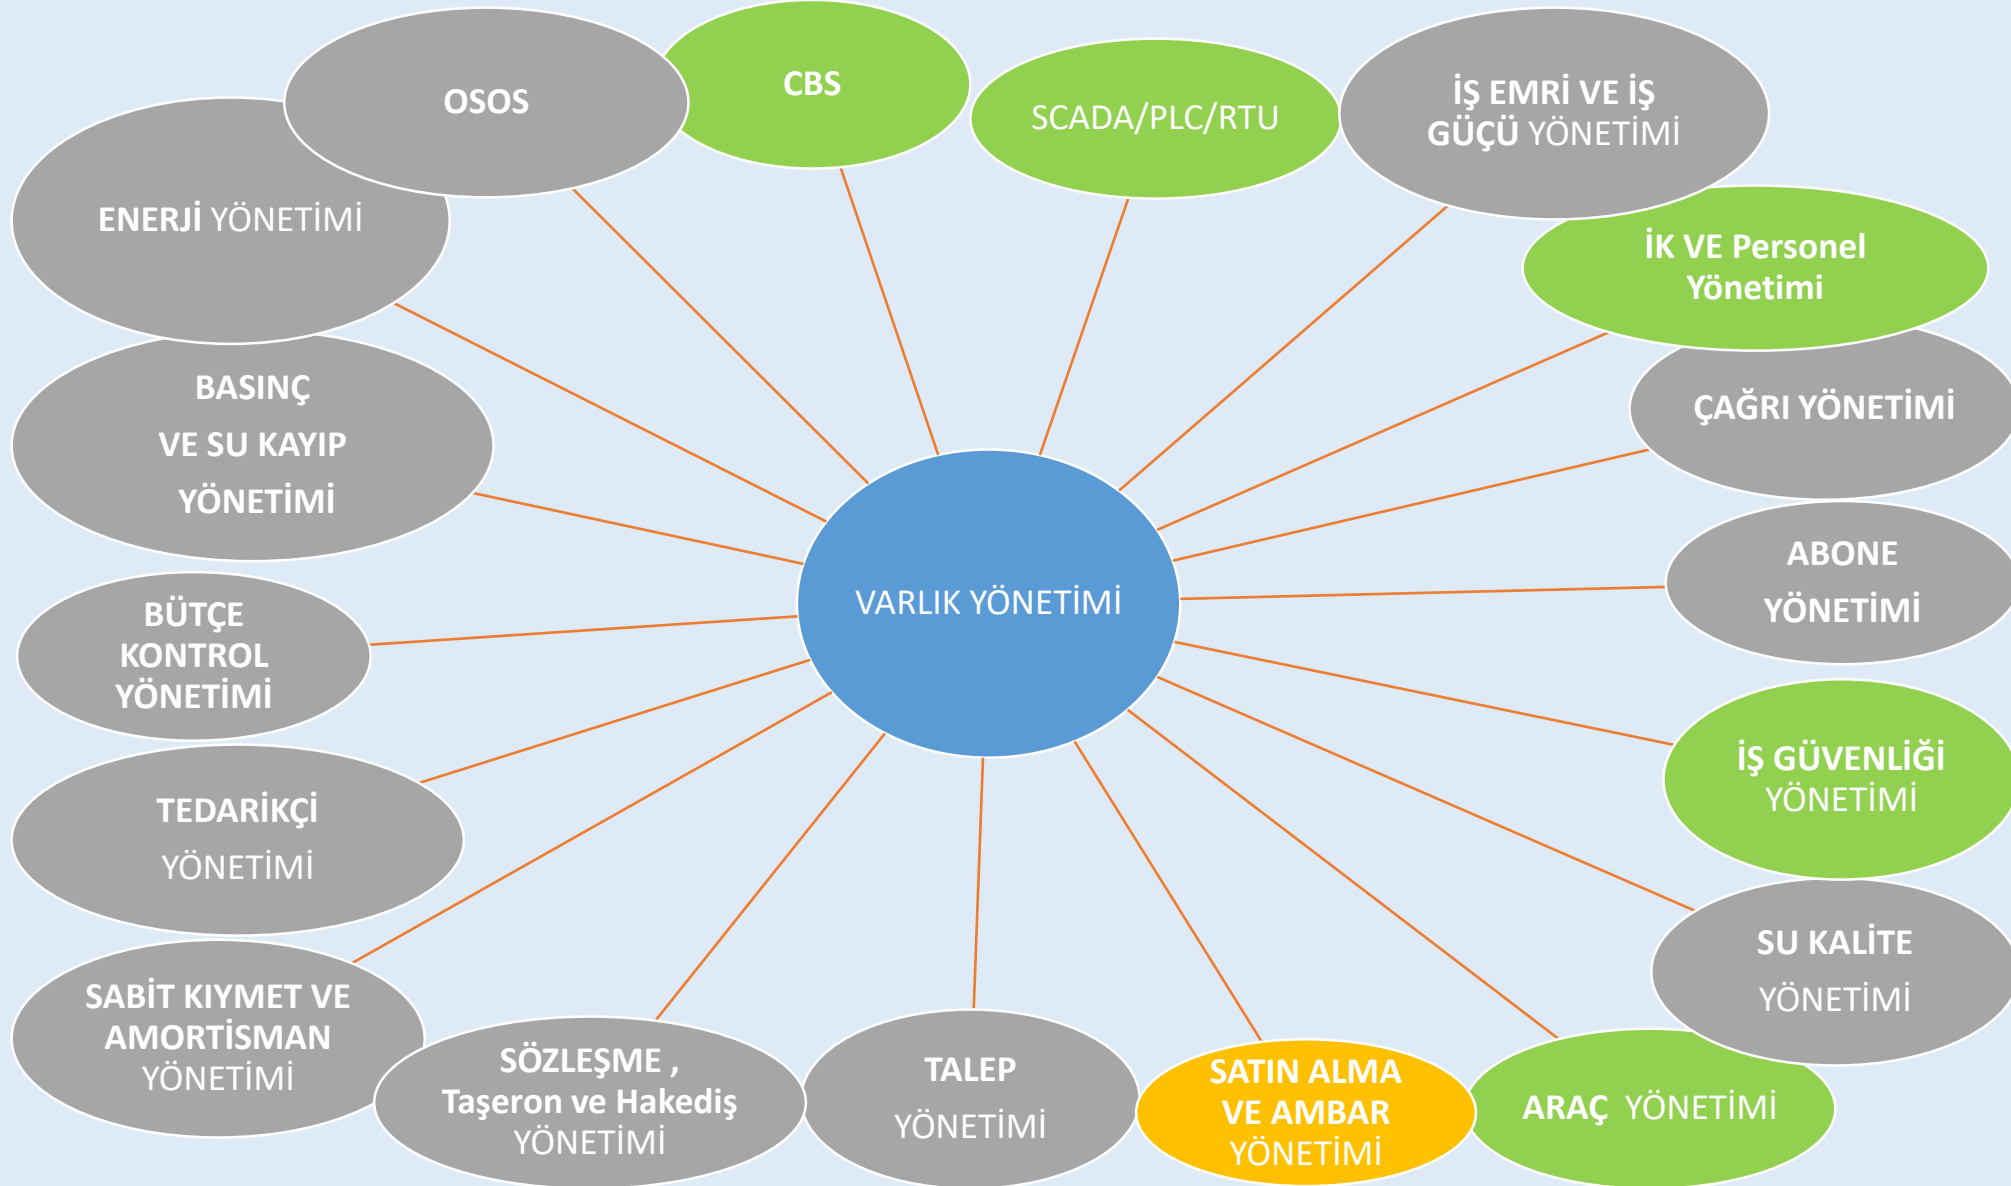 OSOS
CBS
SCADA/PLC/RTU
İŞ EMRİ VE İŞ
GÜÇÜ YÖNETİMİ
İK VE Personel
Yönetimi
ÇAĞRI YÖNETİMİ
ABONE
YÖNETİMİ
İŞ GÜVENLİĞİ
YÖNETİMİ
SU KALİTE
YÖNETİMİ
ARAÇ YÖNETİMİ
SATIN ALMA
VE AMBAR
YÖNETİMİ
TALEP
YÖNETİMİ
SÖZLEŞME ,
Taşeron ve Hakediş
YÖNETİMİ
SABİT KIYMET VE
AMORTİSMAN
YÖNETİMİ
TEDARİKÇİ
YÖNETİMİ
BÜTÇE
KONTROL
YÖNETİMİ
BASINÇ
VE SU KAYIP
YÖNETİMİ
ENERJİ YÖNETİMİ
VARLIK YÖNETİMİ